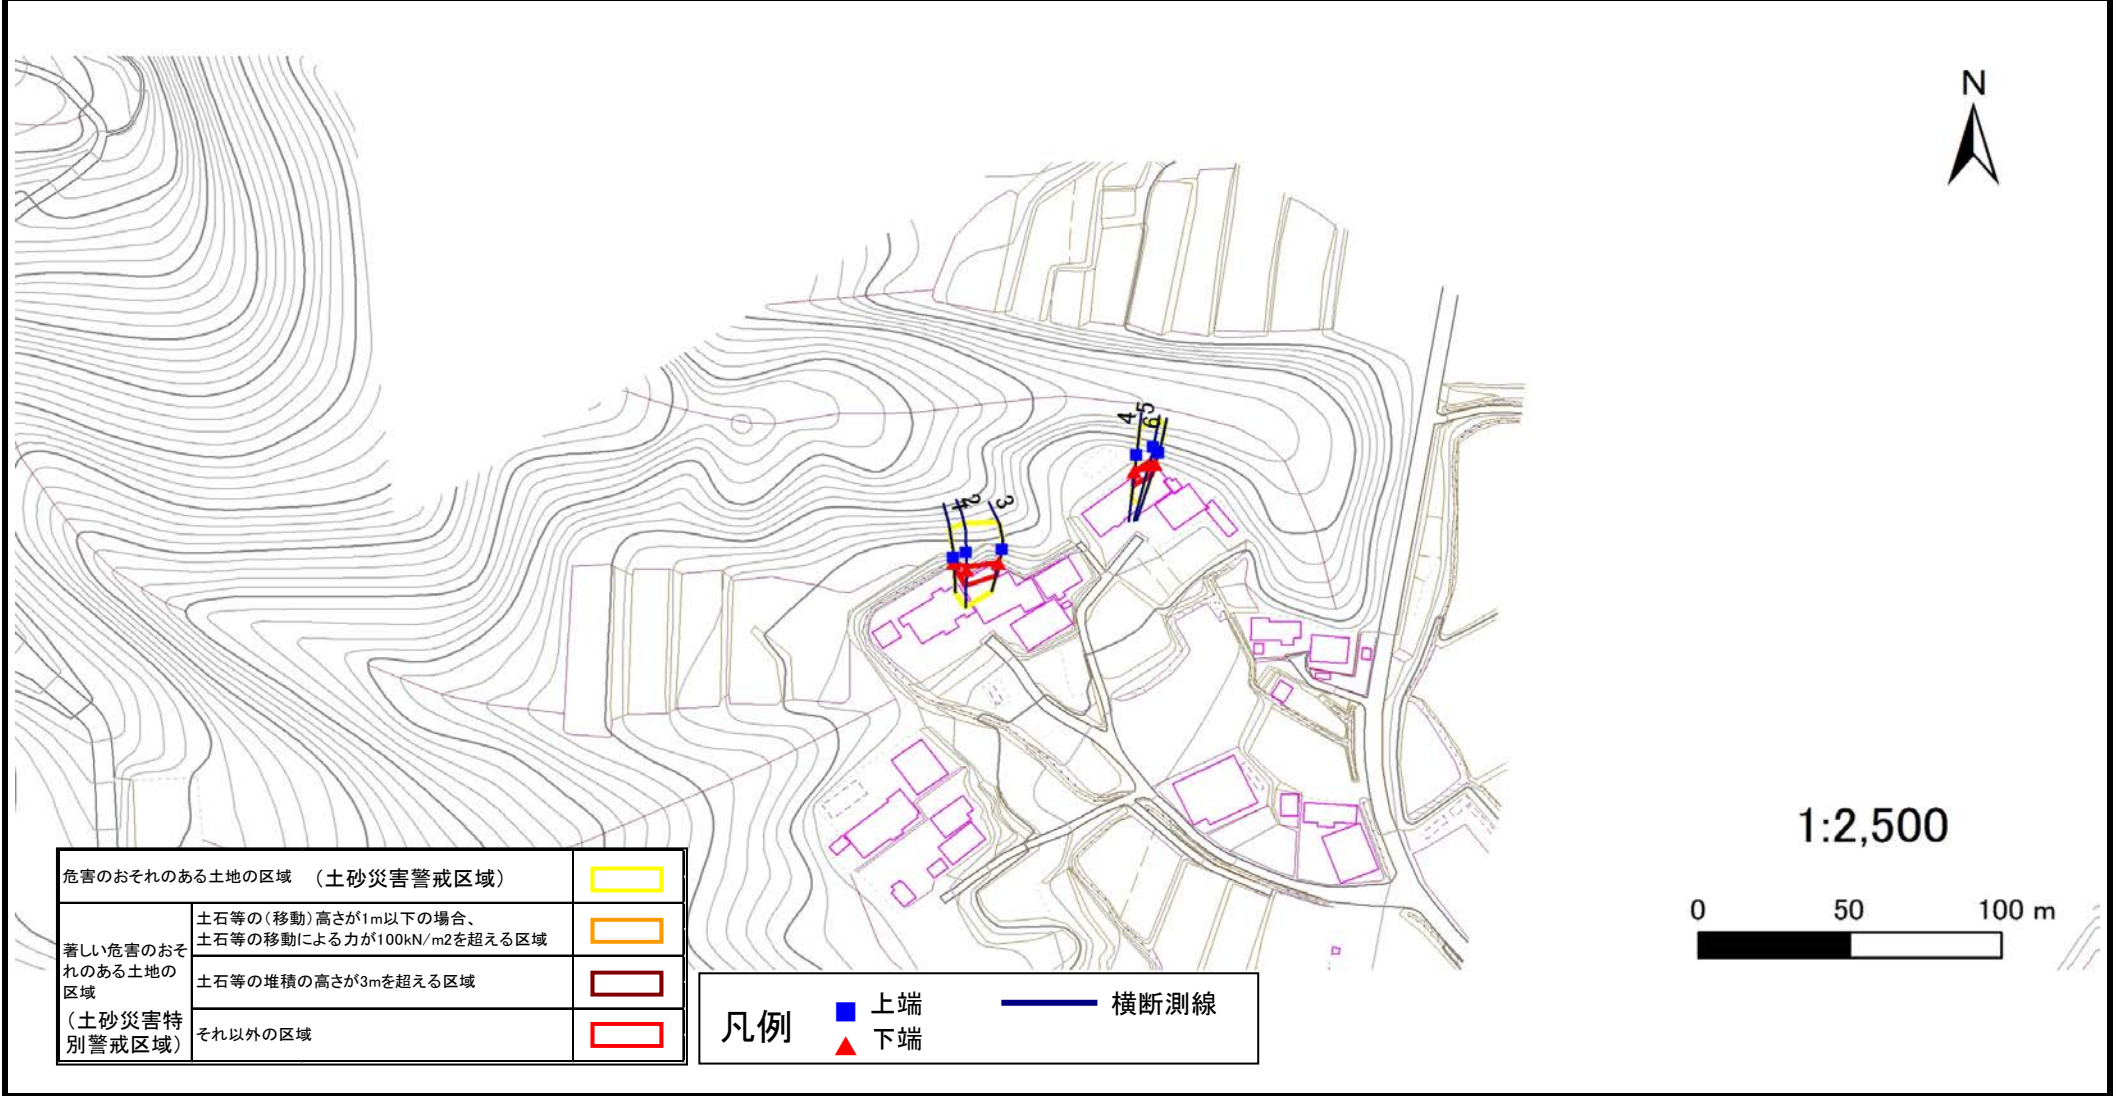 N
4
5
6
1
2
3
1:2,500
0 50 100 m
危害のおそれのある土地の区域 （土砂災害警戒区域）
著しい危害のおそ
れのある土地の
区域
（土砂災害特
別警戒区域）
土石等の（移動）高さが1m以下の場合、
土石等の移動による力が100kN/m2を超える区域
土石等の堆積の高さが3mを超える区域
それ以外の区域
凡例
上端
下端
横断測線